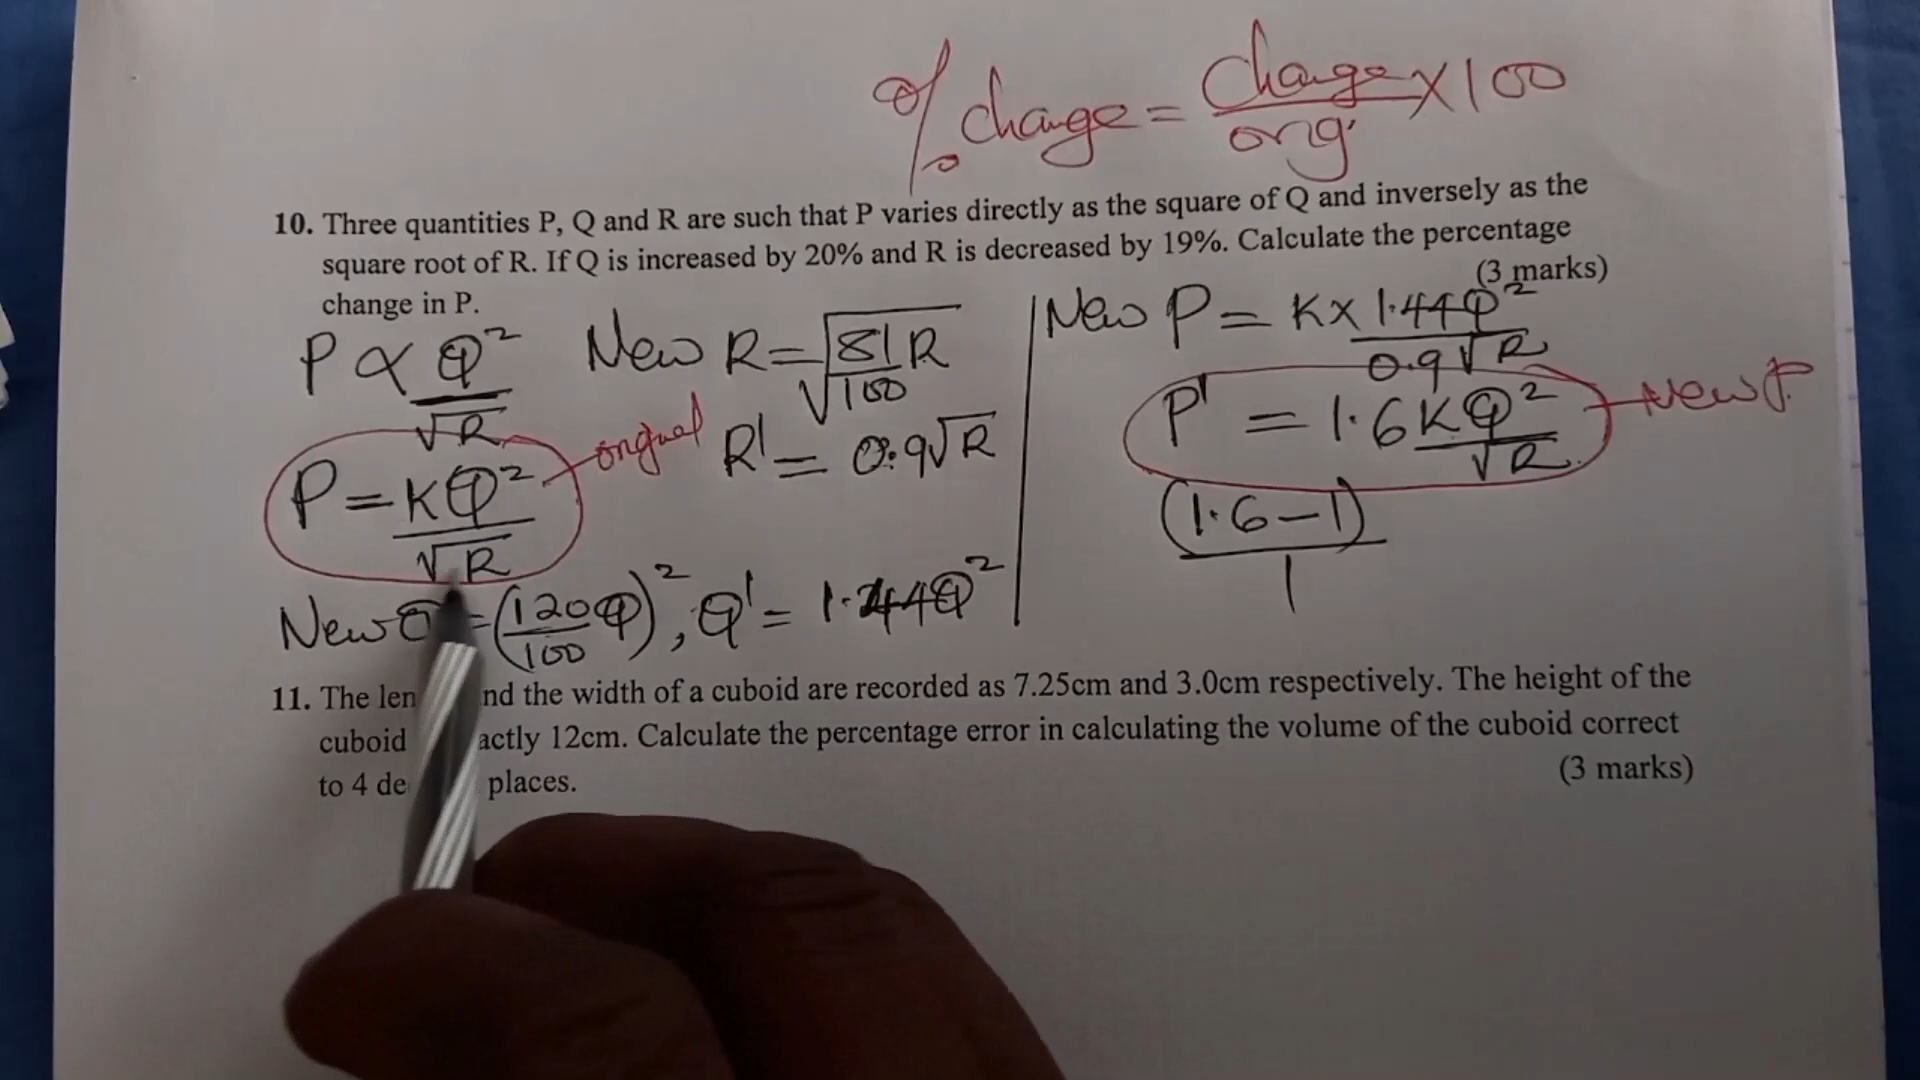 % change = change/orig × 100
10. Three quantities P, Q and R are such that P varies directly as the square of Q and inversely as the
square root of R. If Q is increased by 20% and R is decreased by 19%. Calculate the percentage
change in P.
(3 marks)
P ∝ Q²/√R
P = KQ²/√R
orignal
New R = √(81/100 R)
R' = 0.9√R
New Q = (120/100 Q)², Q' = 1.44Q²
New P = K × 1.44Q²/0.9√R
P' = 1.6KQ²/√R
New P.
(1.6 – 1)/1
11. The len nd the width of a cuboid are recorded as 7.25cm and 3.0cm respectively. The height of the
cuboid actly 12cm. Calculate the percentage error in calculating the volume of the cuboid correct
to 4 de places.
(3 marks)